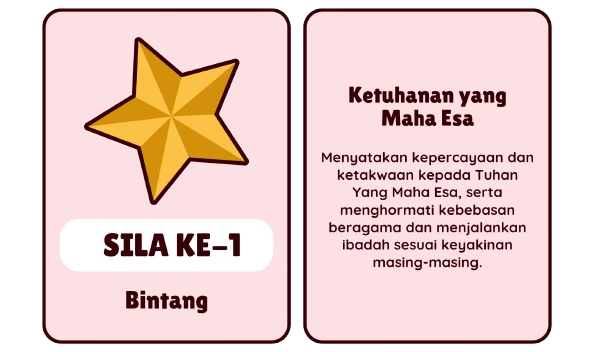 SILA KE-1
Bintang
Ketuhanan yang
Maha Esa
Menyatakan kepercayaan dan
ketakwaan kepada Tuhan
Yang Maha Esa, serta
menghormati kebebasan
beragama dan menjalankan
ibadah sesuai keyakinan
masing-masing.